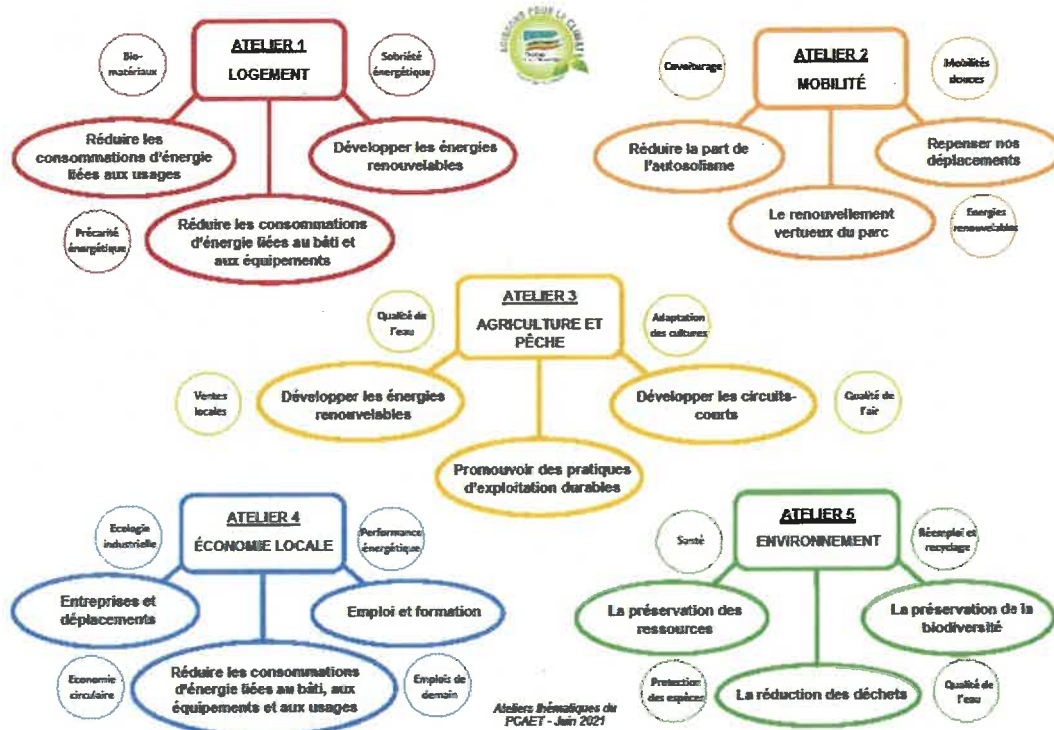 AGISSONS POUR LE CLIMAT
ATELIER 1
LOGEMENT
Bio-
matériaux
Sobriété
énergétique
Réduire les
consommations d'énergie
liées aux usages
Développer les énergies
renouvelables
Précarité
énergétique
Réduire les consommations
d'énergie liées au bâti et
aux équipements
ATELIER 2
MOBILITÉ
Covoiturage
Mobilités
douces
Réduire la part de
l'autosolisme
Repenser nos
déplacements
Le renouvellement
vertueux du parc
Energies
renouvelables
ATELIER 3
AGRICULTURE ET
PÊCHE
Qualité de
l'eau
Adaptation
des cultures
Ventes
locales
Développer les énergies
renouvelables
Développer les circuits-
courts
Qualité de
l'air
Promouvoir des pratiques
d'exploitation durables
ATELIER 4
ÉCONOMIE LOCALE
Ecologie
industrielle
Performance
énergétique
Entreprises et
déplacements
Emploi et formation
Economie
circulaire
Réduire les consommations
d'énergie liées au bâti, aux
équipements et aux usages
Emplois de
demain
ATELIER 5
ENVIRONNEMENT
Santé
Réemploi et
recyclage
La préservation des
ressources
La préservation de la
biodiversité
Protection
des espèces
La réduction des déchets
Qualité de
l'eau
Ateliers thématiques du
PCAET - Juin 2021